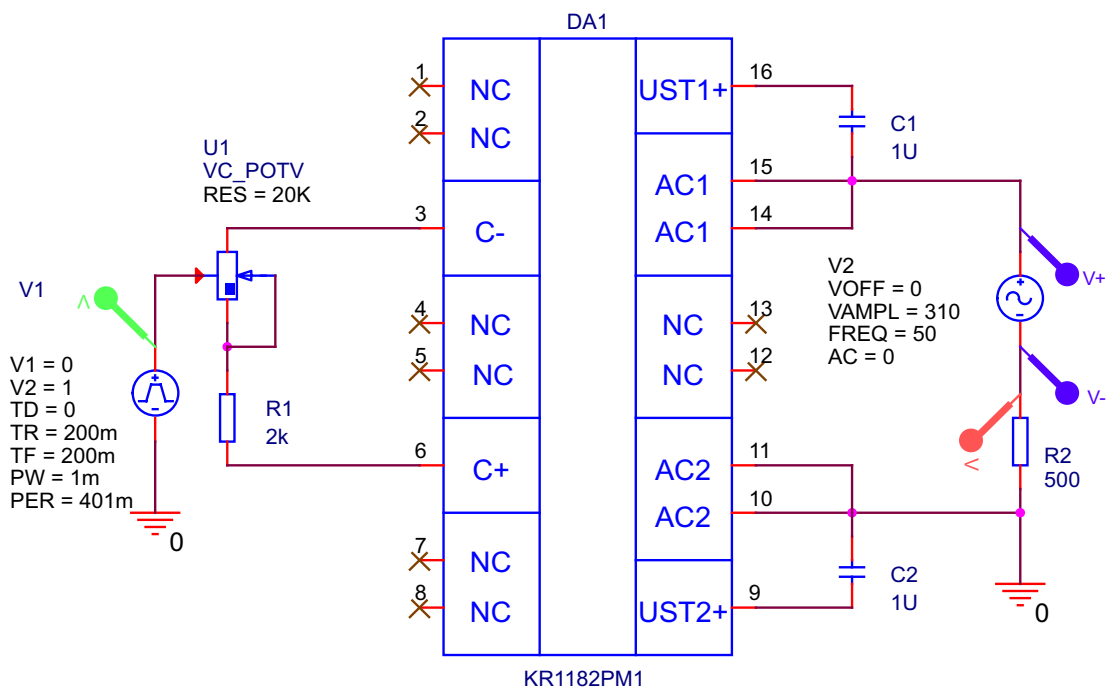 DA1
1
NC
2
NC
U1
VC_POTV
RES = 20K
3
C-
4
NC
5
NC
V1
V
V1 = 0
V2 = 1
TD = 0
TR = 200m
TF = 200m
PW = 1m
PER = 401m
0
R1
2k
6
C+
7
NC
8
NC
16
UST1+
C1
1U
15
AC1
14
AC1
V2
VOFF = 0
VAMPL = 310
FREQ = 50
AC = 0
V+
V-
13
NC
12
NC
V
R2
500
11
AC2
10
AC2
C2
1U
9
UST2+
0
KR1182PM1